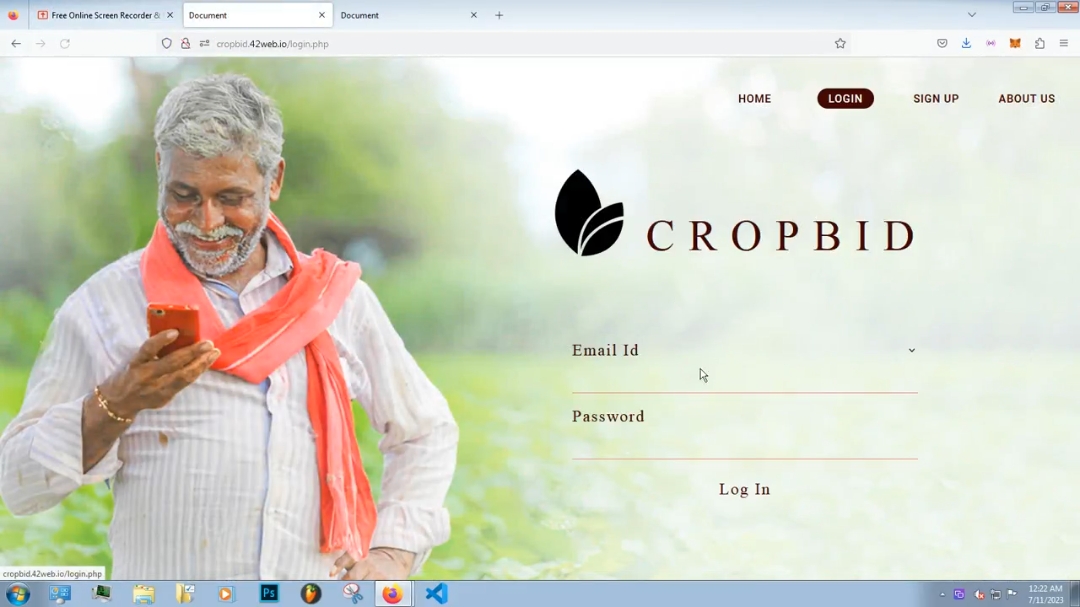 Free Online Screen Recorder &
Document
Document
cropbid.42web.io/login.php
HOME
LOGIN
SIGN UP
ABOUT US
CROPBID
Email Id
Password
Log In
cropbid.42web.io/login.php
Ps
12:22 AM
7/11/2023